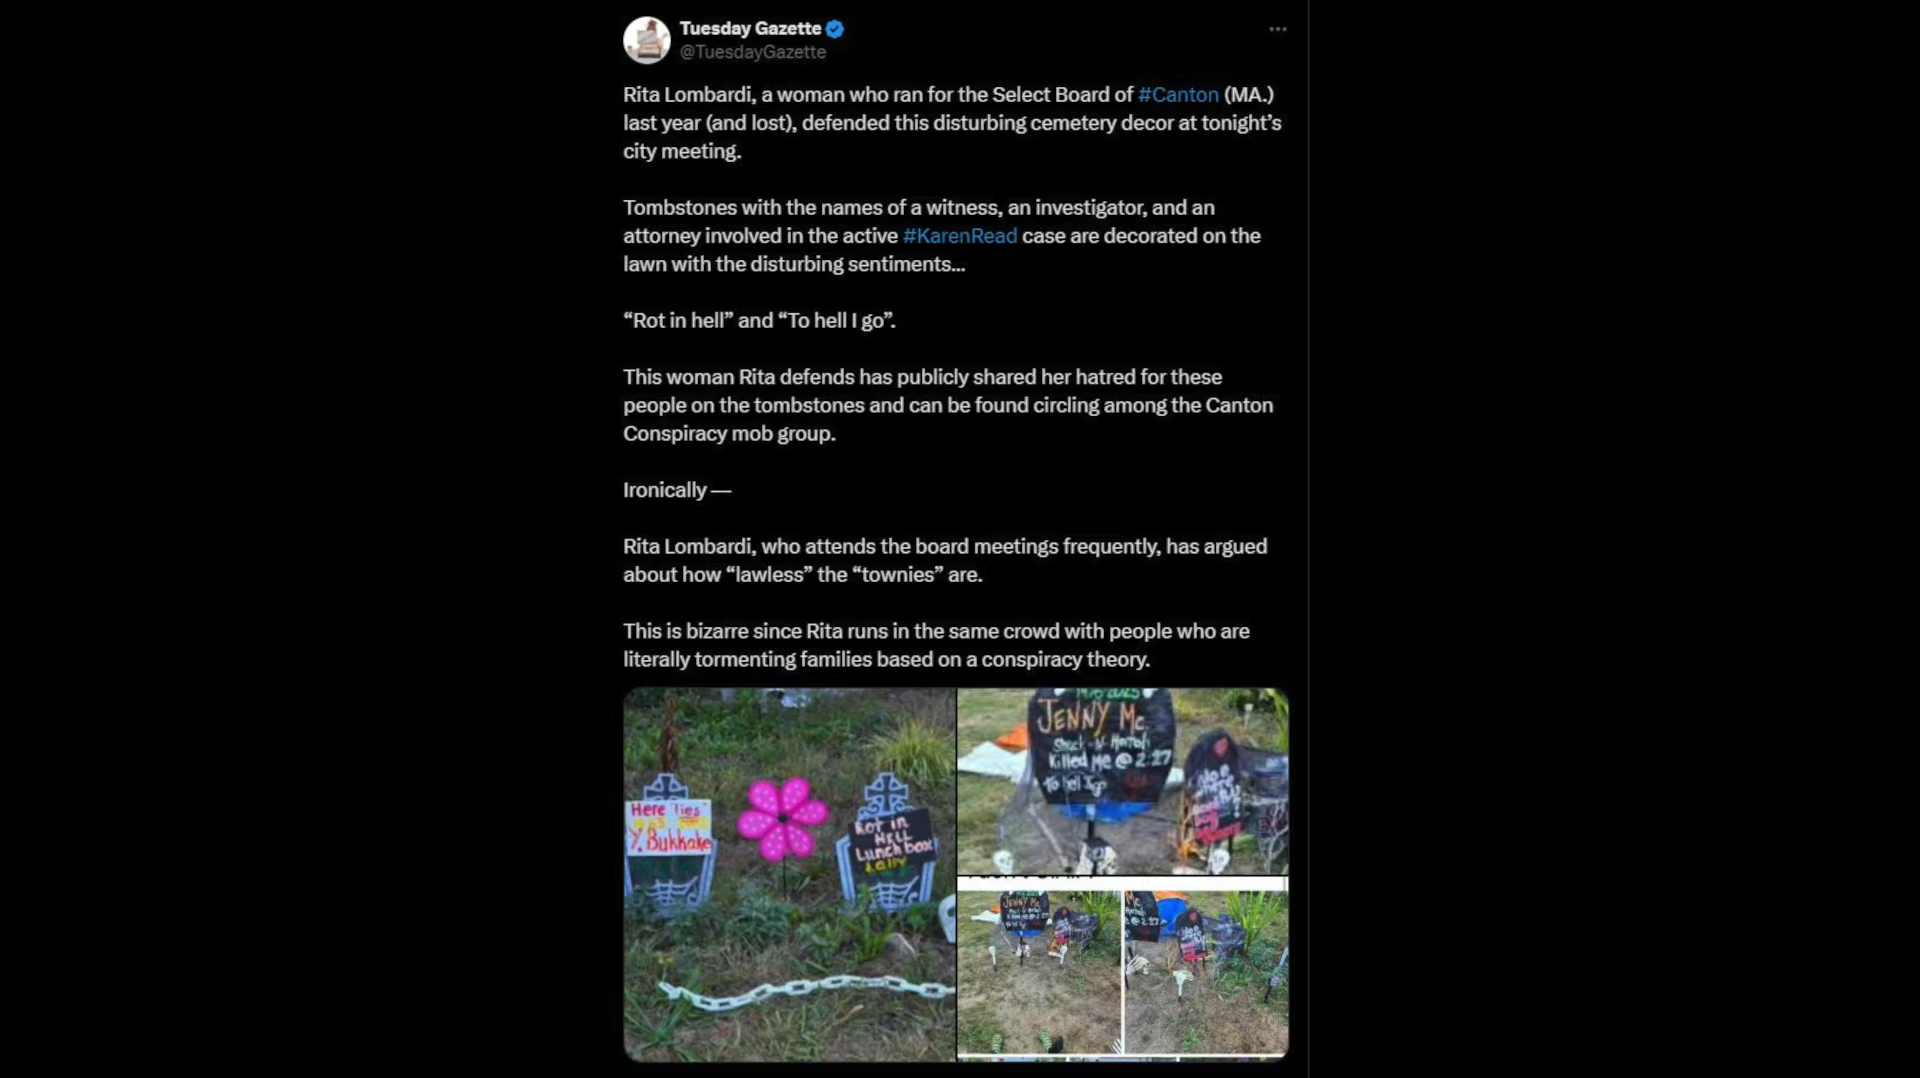 Tuesday Gazette
@TuesdayGazette
Rita Lombardi, a woman who ran for the Select Board of #Canton (MA.)
last year (and lost), defended this disturbing cemetery decor at tonight’s
city meeting.
Tombstones with the names of a witness, an investigator, and an
attorney involved in the active #KarenRead case are decorated on the
lawn with the disturbing sentiments...
“Rot in hell” and “To hell I go”.
This woman Rita defends has publicly shared her hatred for these
people on the tombstones and can be found circling among the Canton
Conspiracy mob group.
Ironically —
Rita Lombardi, who attends the board meetings frequently, has argued
about how “lawless” the “townies” are.
This is bizarre since Rita runs in the same crowd with people who are
literally tormenting families based on a conspiracy theory.
Here "lies"
Y. Bukhake
Rot in
HELL
Lunch box
Lally
JENNY Mc
Killed Me @ 2:27
To Hell I go
JENNY Mc
Mc